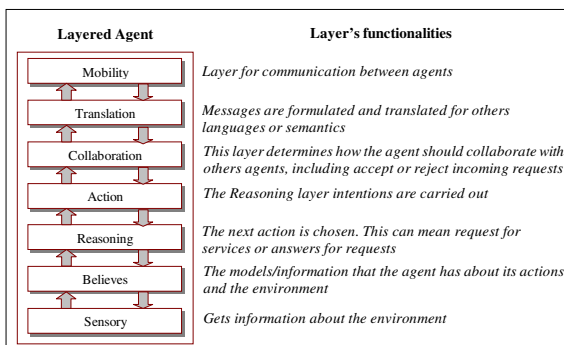 Layered Agent Layer's functionalities
Mobility Layer for communication between agents
Translation Messages are formulated and translated for others
languages or semantics
Collaboration This layer determines how the agent should collaborate with
others agents, including accept or reject incoming requests
Action The Reasoning layer intentions are carried out
Reasoning The next action is chosen. This can mean request for
services or answers for requests
Believes The models/information that the agent has about its actions
and the environment
Sensory Gets information about the environment